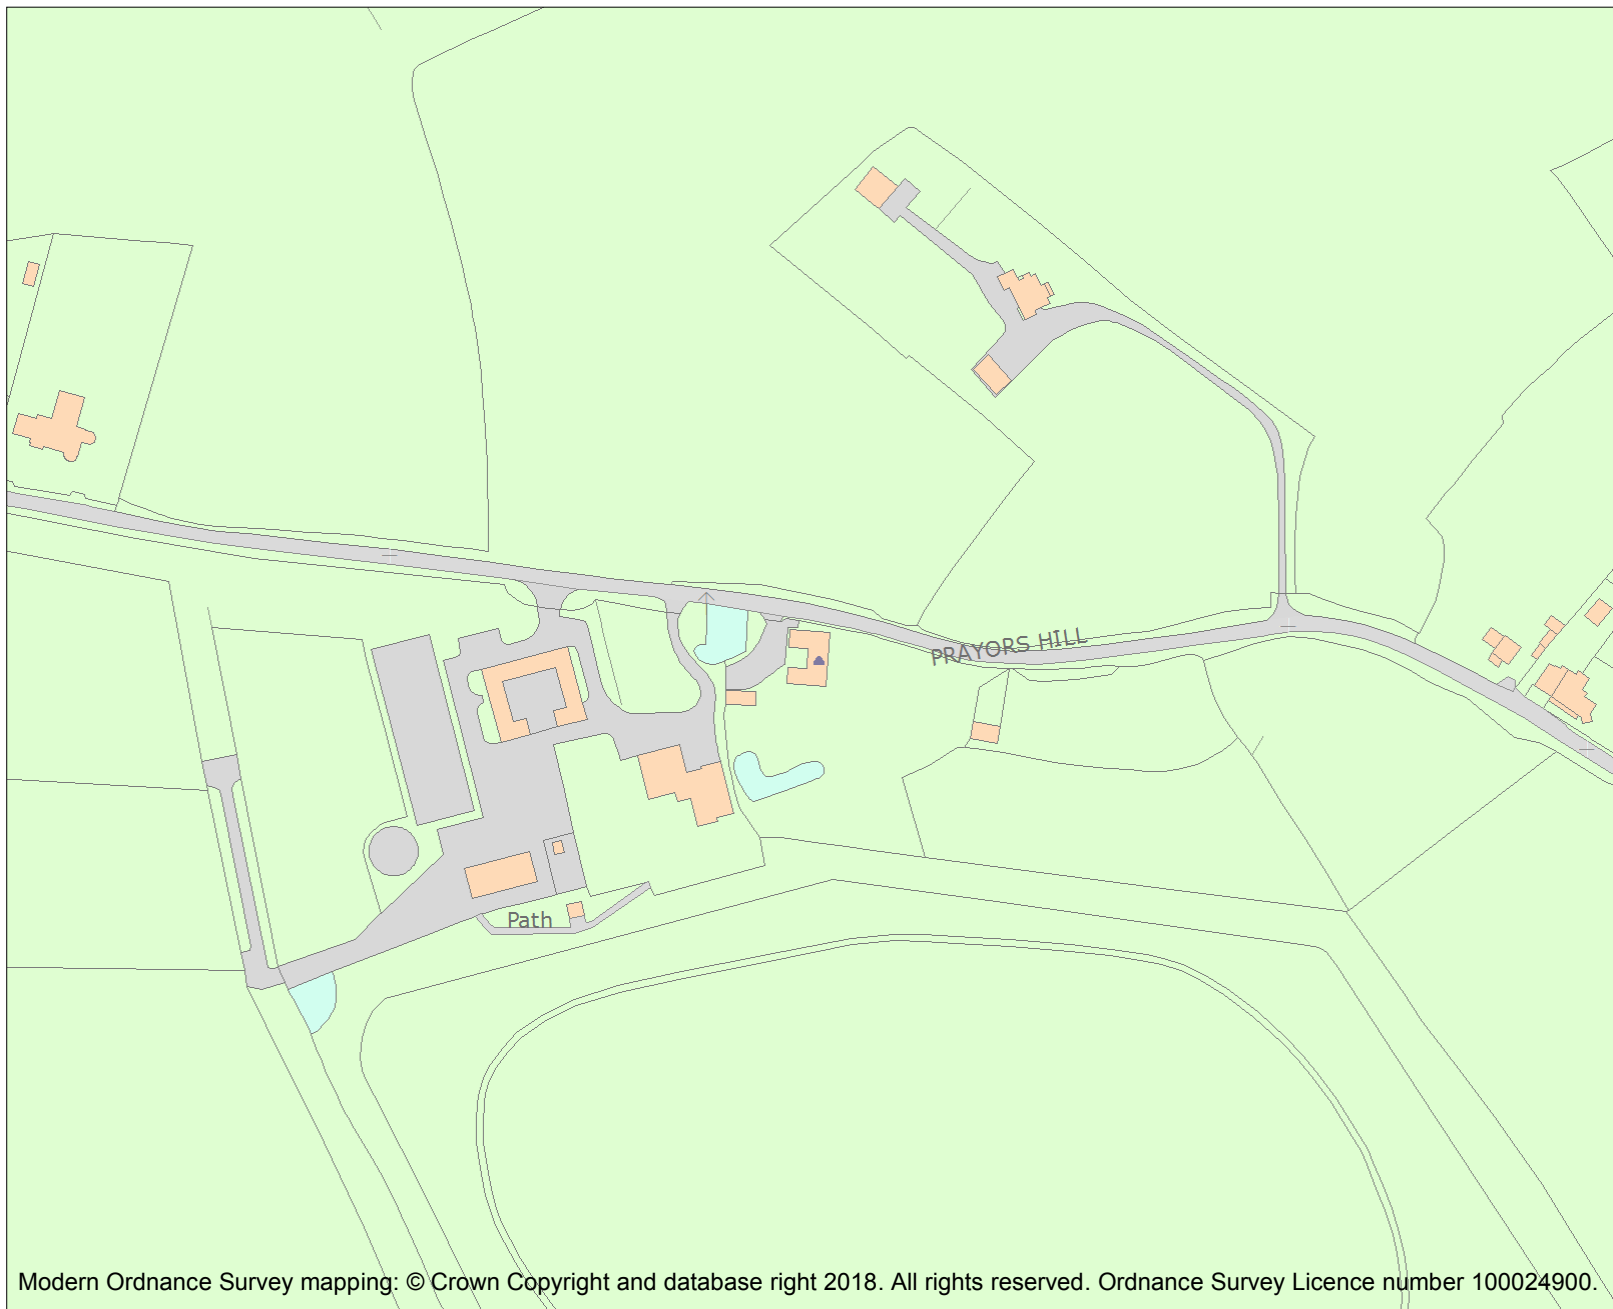 PRAYORS HILL
Path
Modern Ordnance Survey mapping: © Crown Copyright and database right 2018. All rights reserved. Ordnance Survey Licence number 100024900.